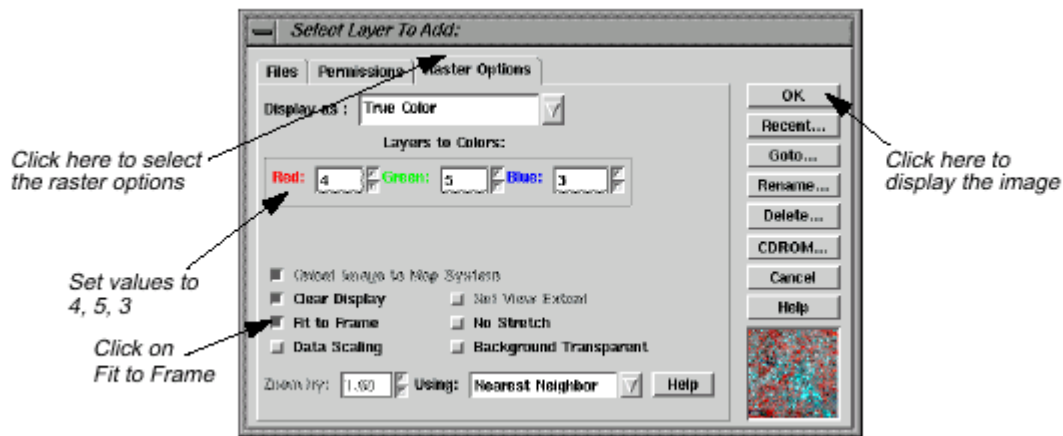 Select Layer To Add:
Files Permissions Raster Options
Display as : True Color
Layers to Colors:
Red: 4 Green: 5 Blue: 3
Orient Image to Map System
Clear Display Set View Extent
Fit to Frame No Stretch
Data Scaling Background Transparent
Zoom by: 1.00 Using: Nearest Neighbor Help
OK
Recent...
Goto...
Rename...
Delete...
CDROM...
Cancel
Help
Click here to select
the raster options
Set values to
4, 5, 3
Click on
Fit to Frame
Click here to
display the image